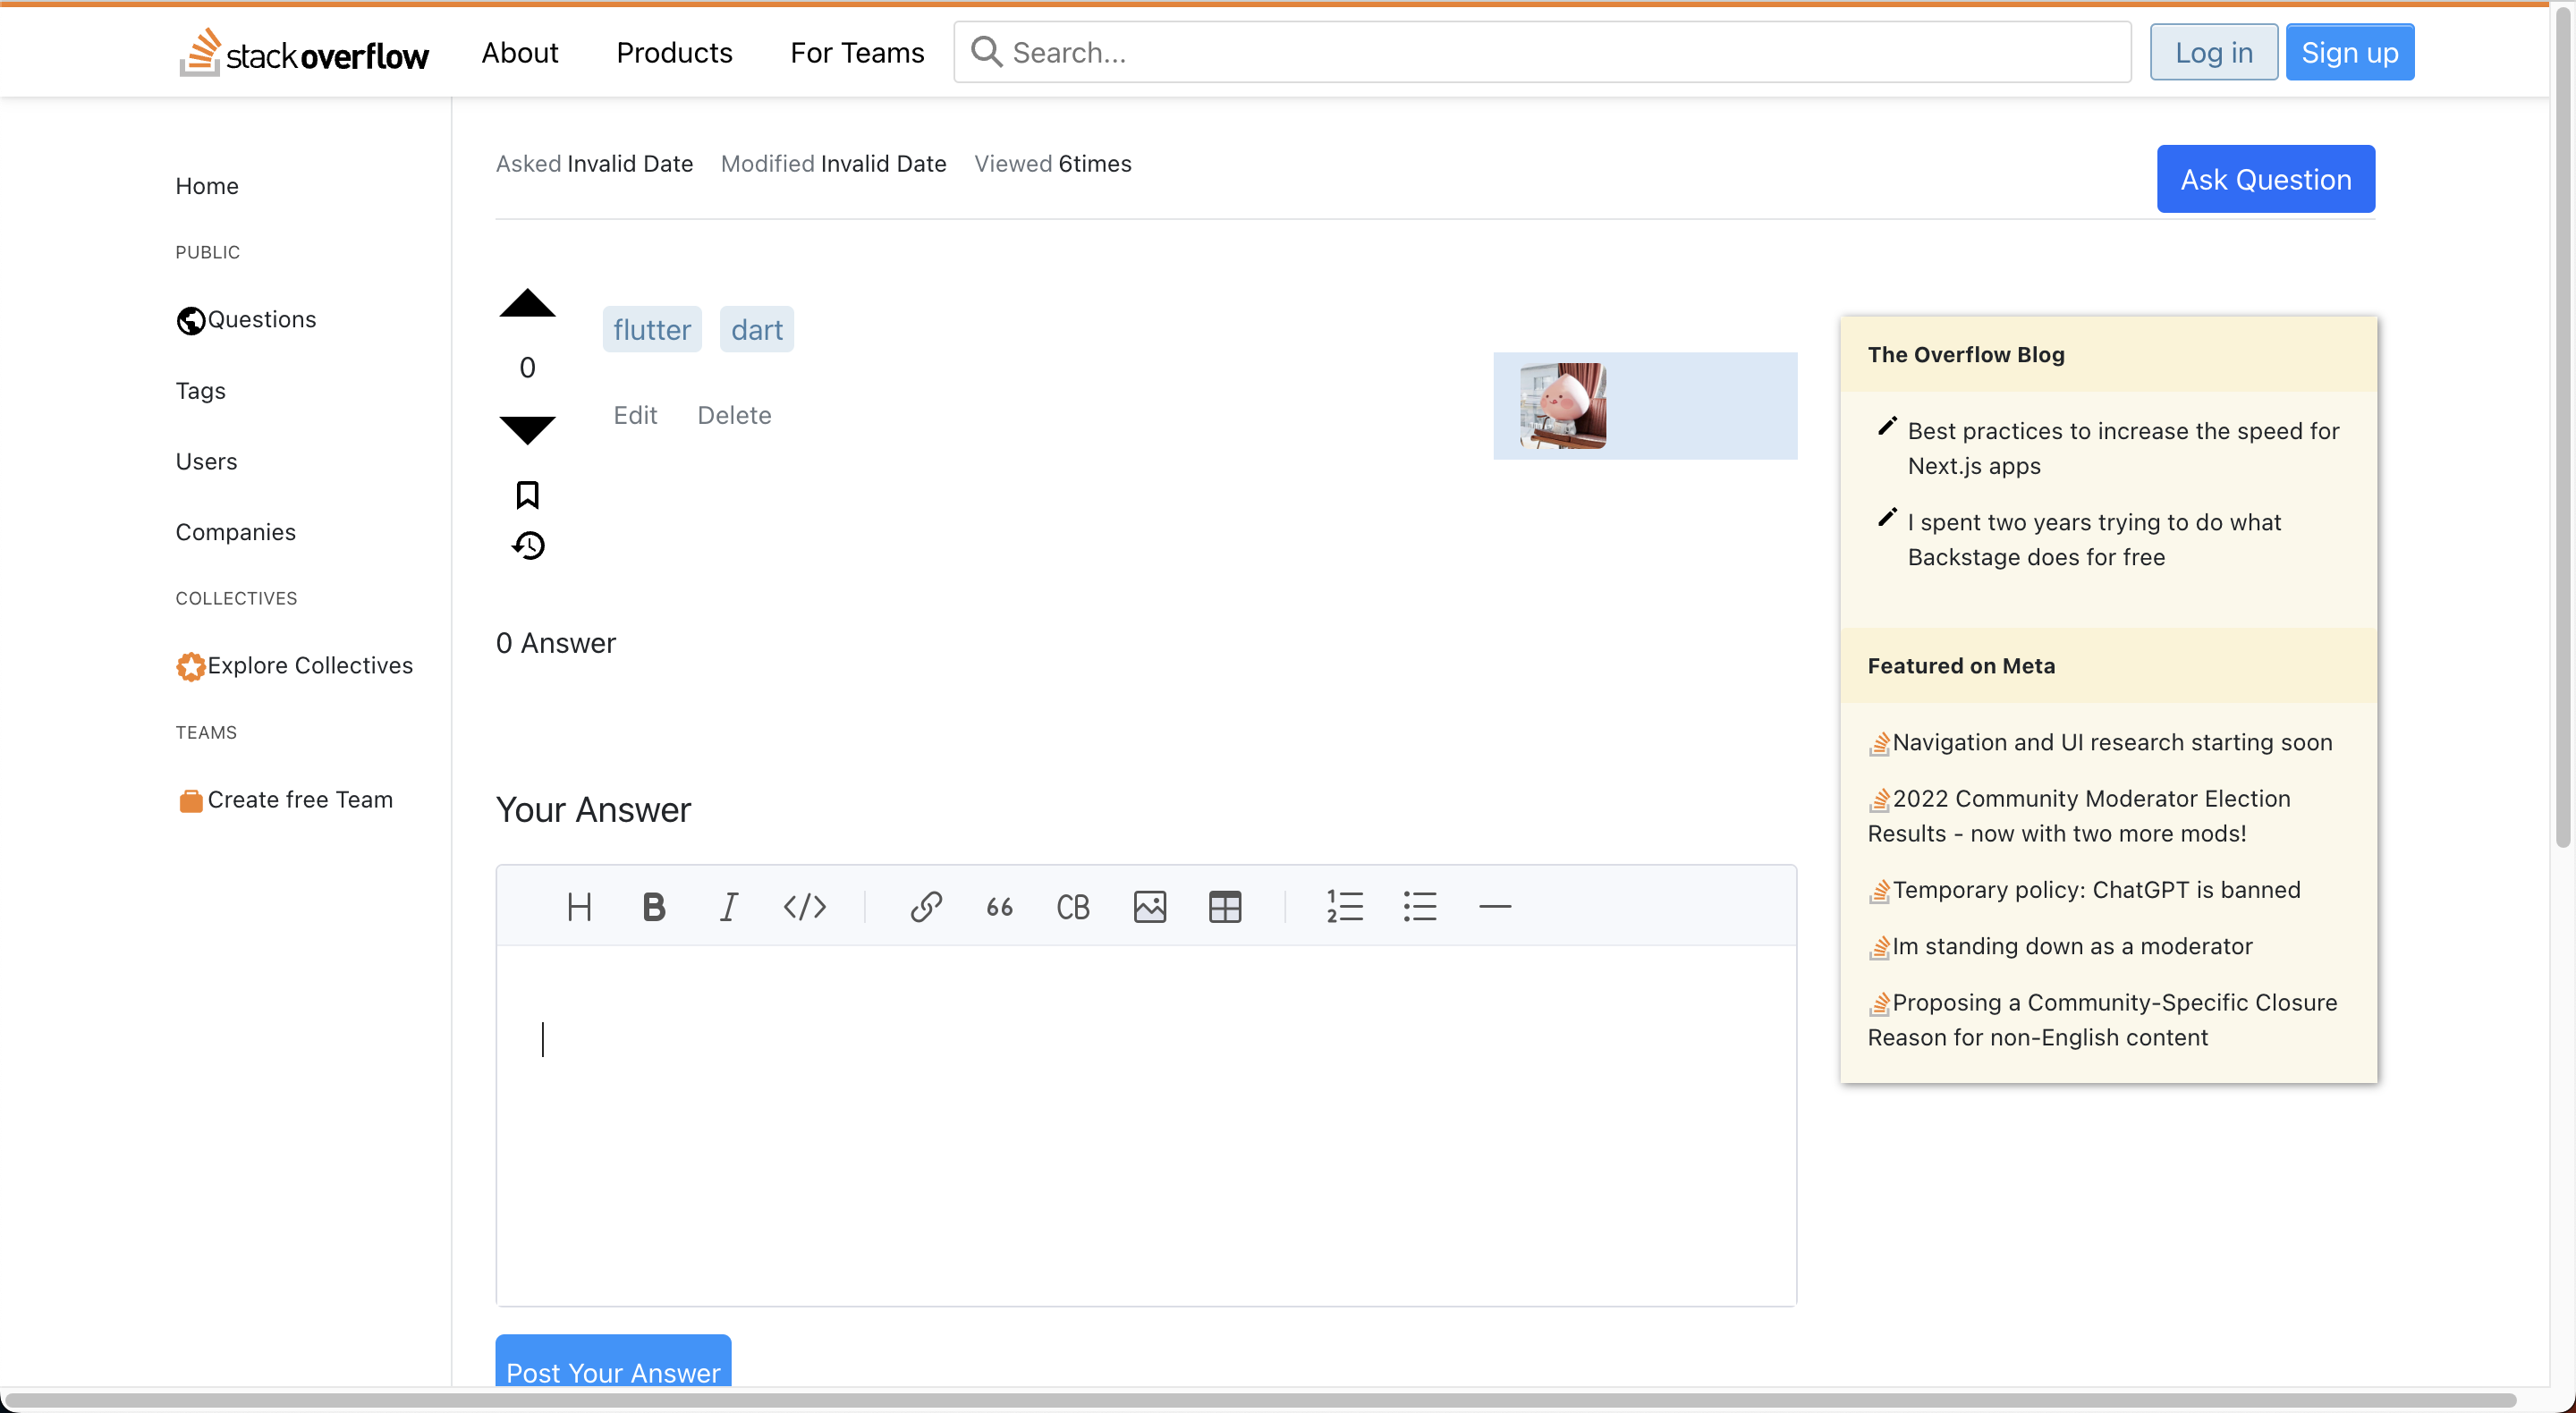 stack overflow
About
Products
For Teams
Search...
Log in
Sign up
Home
PUBLIC
Questions
Tags
Users
Companies
COLLECTIVES
Explore Collectives
TEAMS
Create free Team
Asked Invalid Date Modified Invalid Date Viewed 6times
Ask Question
0
flutter dart
Edit Delete
0 Answer
Your Answer
H B I </> 66 CB
Post Your Answer
The Overflow Blog
Best practices to increase the speed for
Next.js apps
I spent two years trying to do what
Backstage does for free
Featured on Meta
Navigation and UI research starting soon
2022 Community Moderator Election
Results - now with two more mods!
Temporary policy: ChatGPT is banned
Im standing down as a moderator
Proposing a Community-Specific Closure
Reason for non-English content